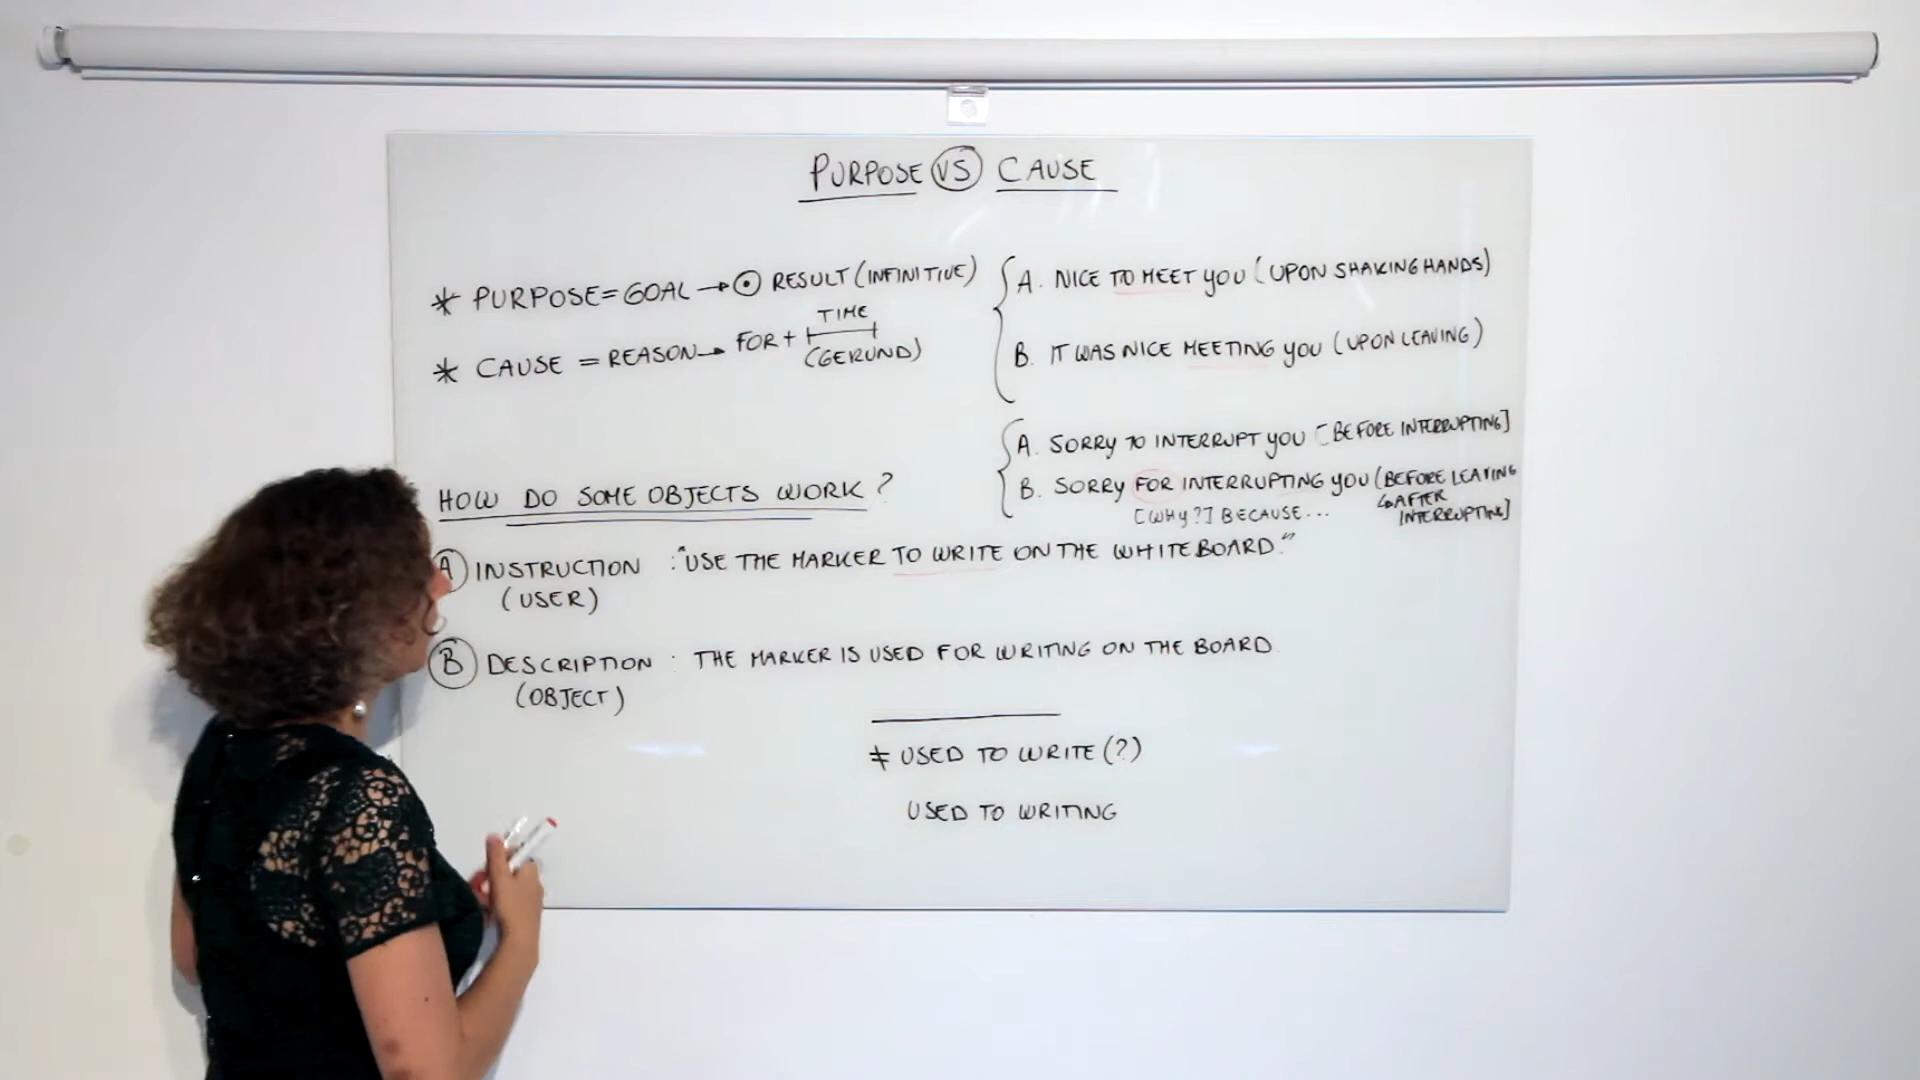 PURPOSE VS CAUSE
* PURPOSE = GOAL → ⊙ RESULT (INFINITIVE)
TIME
* CAUSE = REASON → FOR +
(GERUND)
A. NICE TO MEET YOU (UPON SHAKING HANDS)
B. IT WAS NICE MEETING YOU (UPON LEAVING)
A. SORRY TO INTERRUPT YOU [BEFORE INTERRUPTING]
B. SORRY FOR INTERRUPTING YOU (BEFORE LEAVING
↳ AFTER
INTERRUPTING]
[WHY?] BECAUSE...
HOW DO SOME OBJECTS WORK?
A INSTRUCTION : "USE THE MARKER TO WRITE ON THE WHITEBOARD."
(USER)
B DESCRIPTION : THE MARKER IS USED FOR WRITING ON THE BOARD.
(OBJECT)
≠ USED TO WRITE (?)
USED TO WRITING